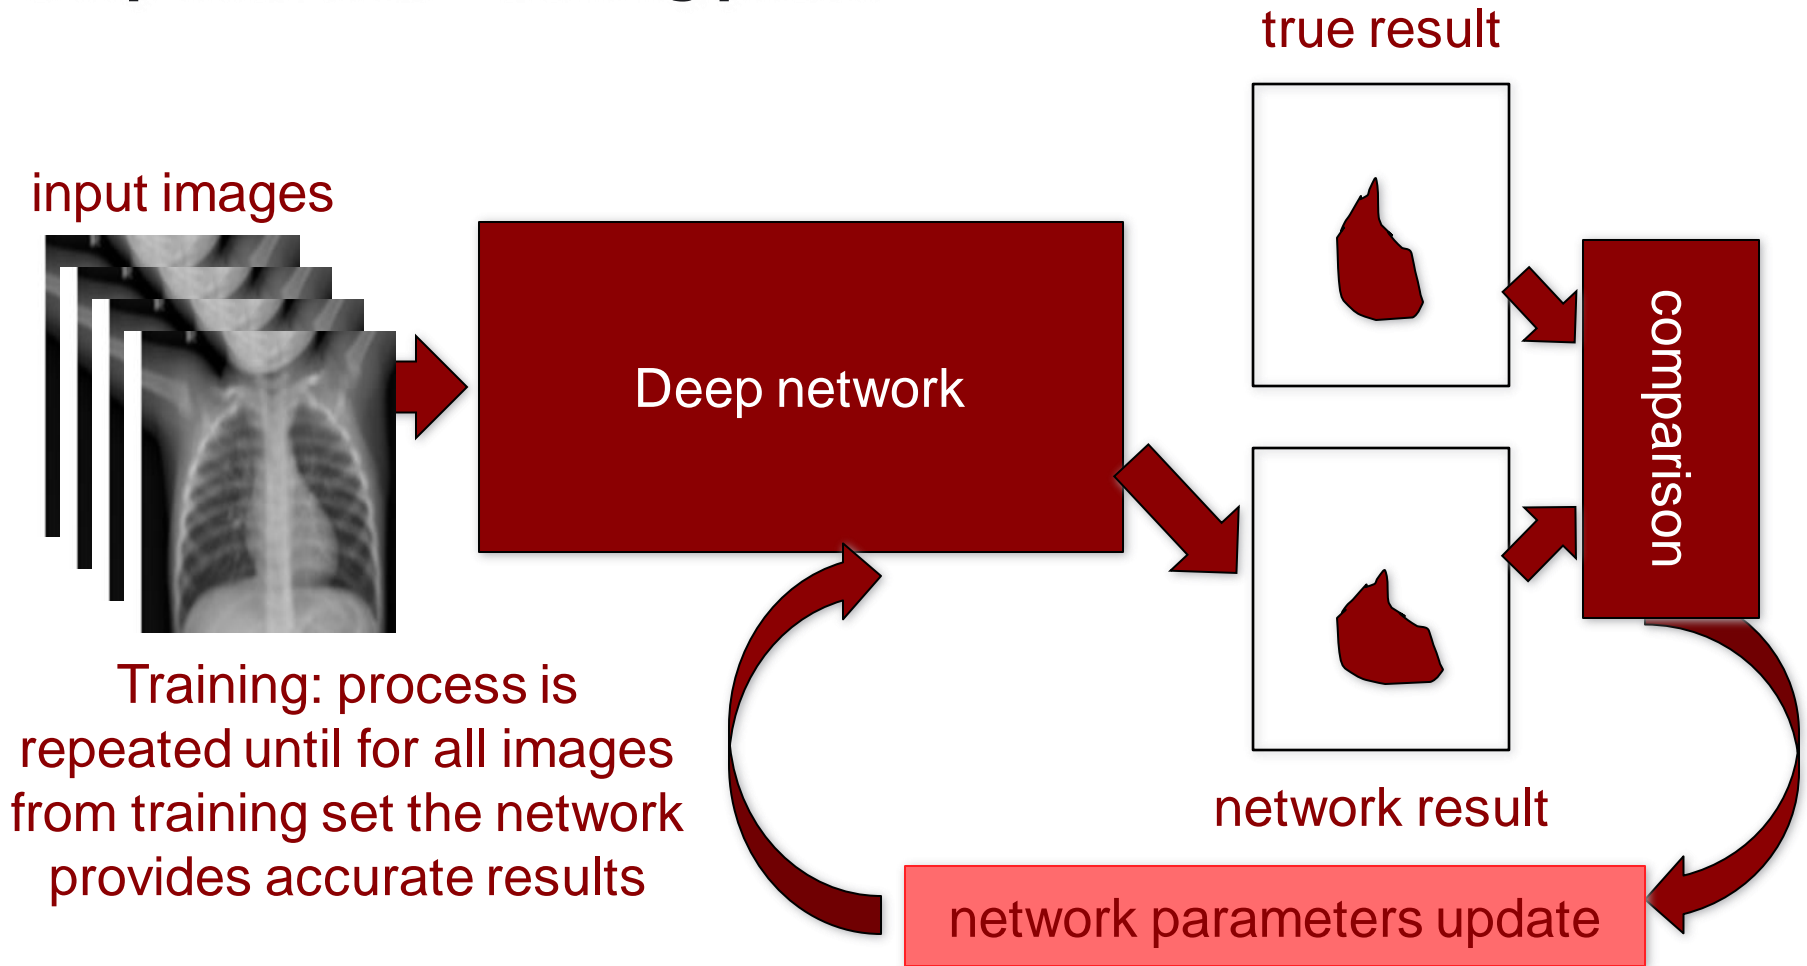 true result
input images
Deep network
comparison
Training: process is
repeated until for all images
from training set the network
provides accurate results
network result
network parameters update